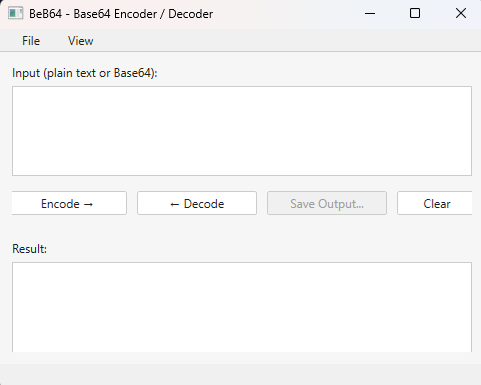 BeB64 - Base64 Encoder / Decoder
File View
Input (plain text or Base64):
Encode → ← Decode Save Output... Clear
Result: